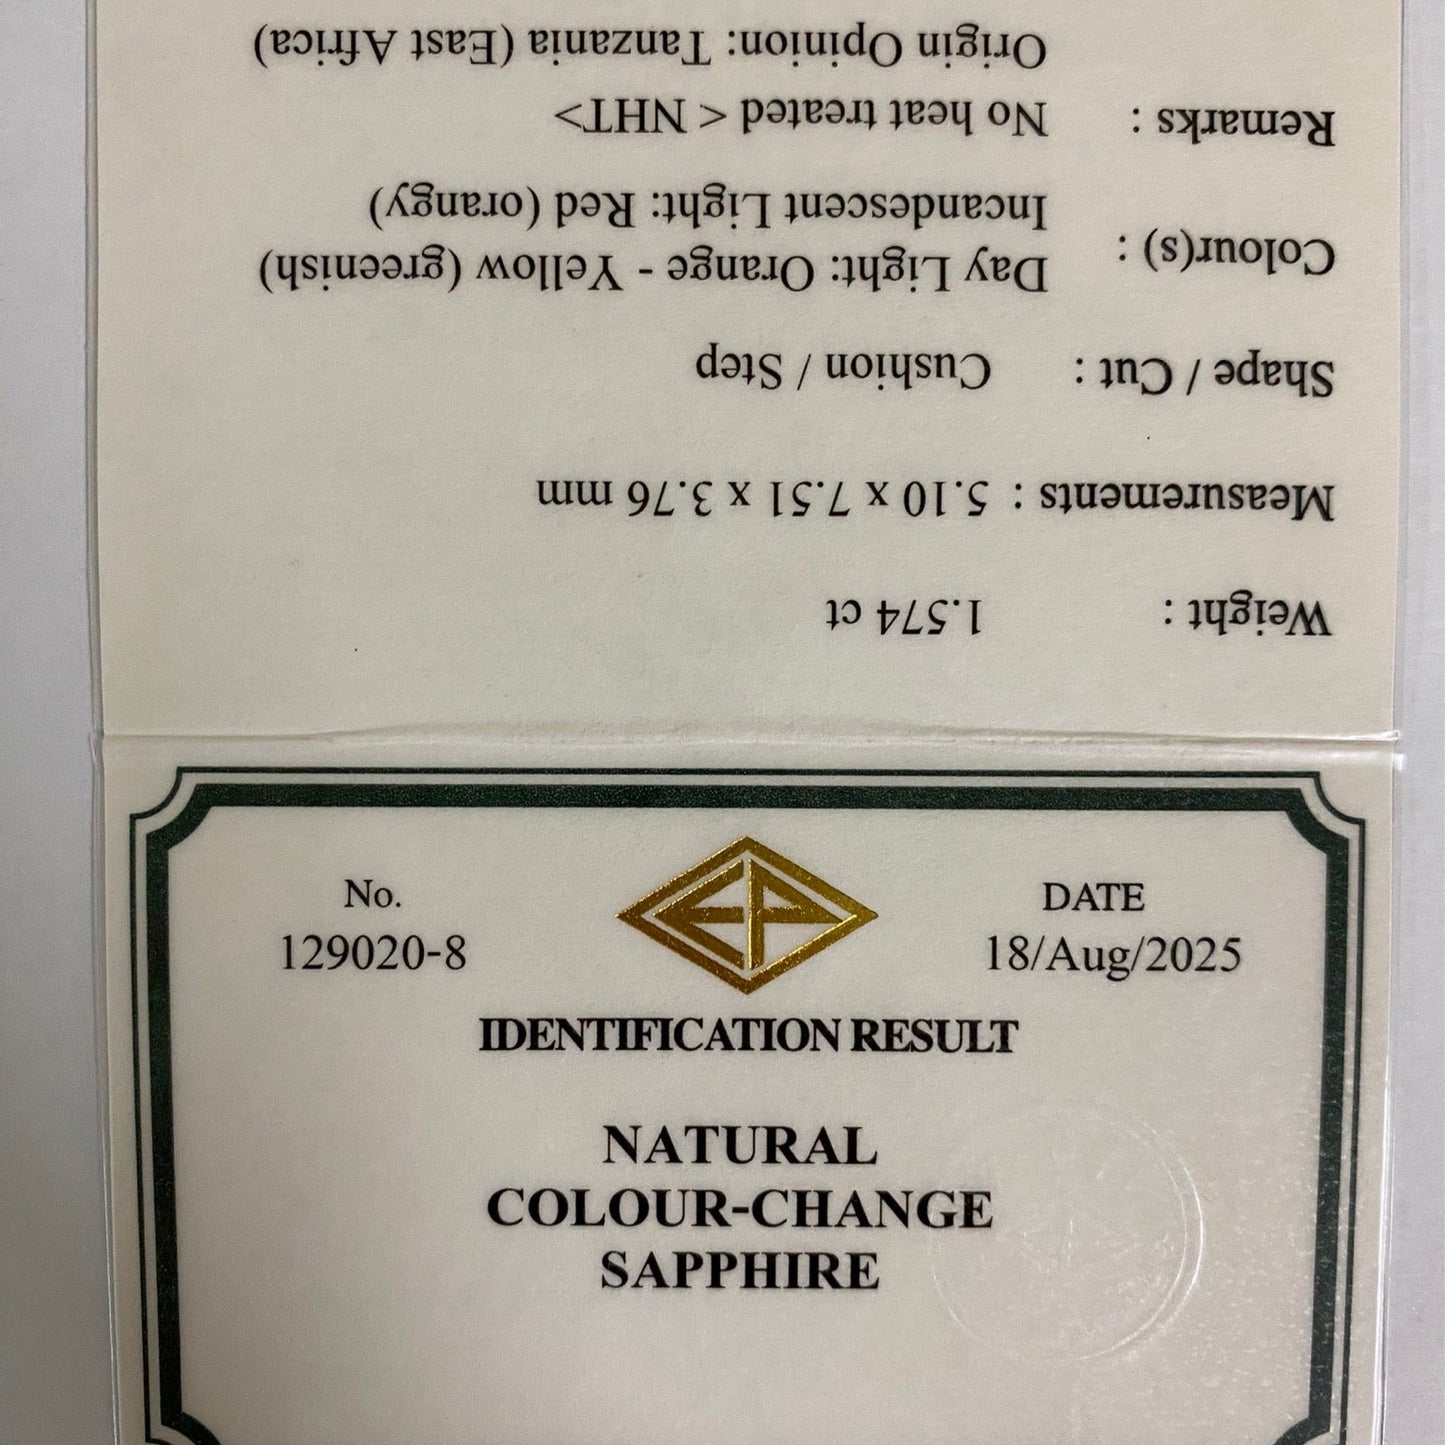 No.
129020-8
EP
DATE
18/Aug/2025
IDENTIFICATION RESULT
NATURAL
COLOUR-CHANGE
SAPPHIRE
Weight : 1.574 ct
Measurements : 5.10 x 7.51 x 3.76 mm
Shape / Cut : Cushion / Step
Colour(s) : Day Light: Orange - Yellow (greenish)
Incandescent Light: Red (orangy)
Remarks : No heat treated < NHT>
Origin Opinion: Tanzania (East Africa)